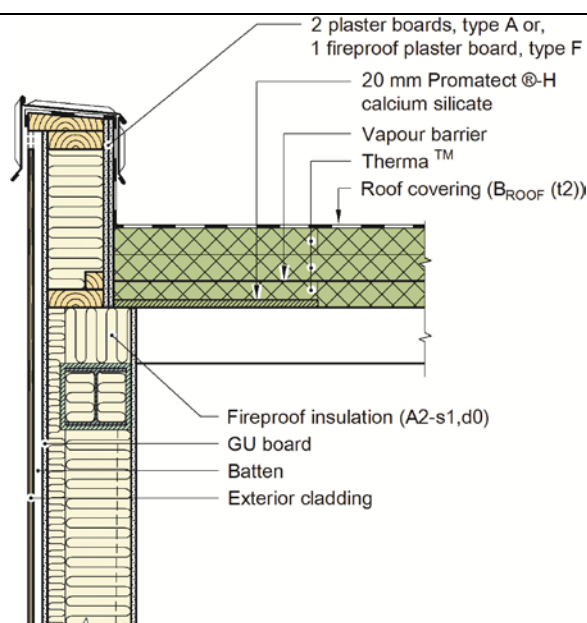 2 plaster boards, type A or,
1 fireproof plaster board, type F
20 mm Promatect ®-H
calcium silicate
Vapour barrier
Therma TM
Roof covering (BROOF (t2))
Fireproof insulation (A2-s1,d0)
GU board
Batten
Exterior cladding